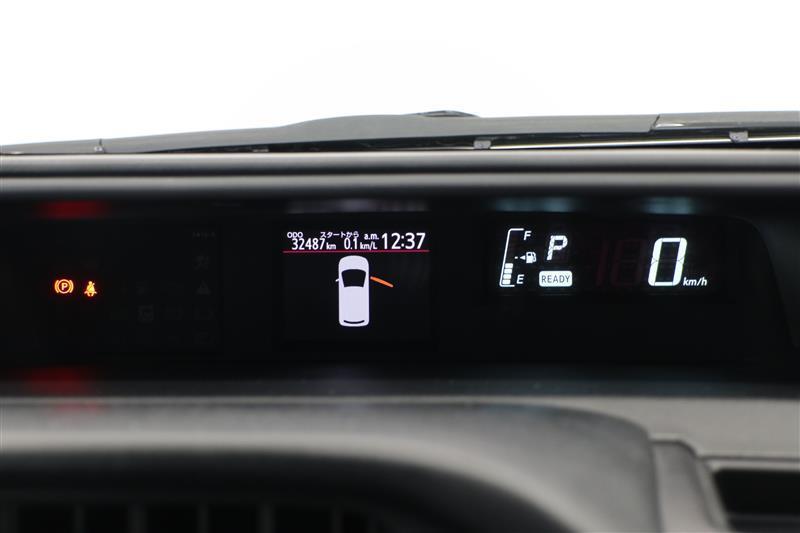 ODO スタートから a.m.
32487km 0.1km/L 12:37
F
P
E READY
0 km/h
P